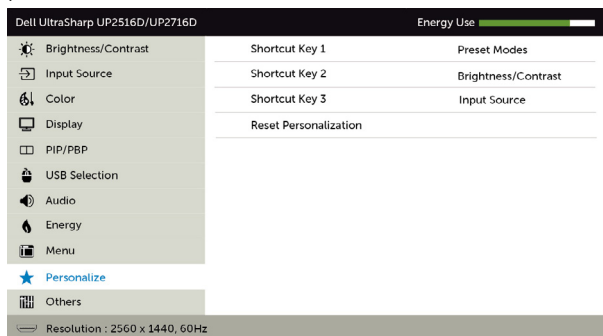 Dell UltraSharp UP2516D/UP2716D Energy Use
Brightness/Contrast Shortcut Key 1 Preset Modes
Input Source Shortcut Key 2 Brightness/Contrast
Color Shortcut Key 3 Input Source
Display Reset Personalization
PIP/PBP
USB Selection
Audio
Energy
Menu
Personalize
Others
Resolution : 2560 x 1440, 60Hz